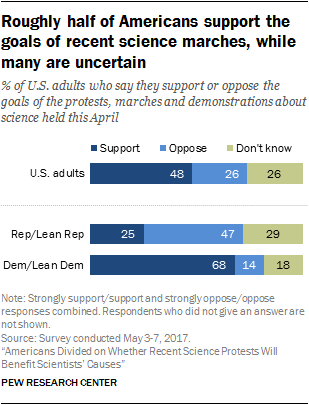 Roughly half of Americans support the
goals of recent science marches, while
many are uncertain
% of U.S. adults who say they support or oppose the
goals of the protests, marches and demonstrations about
science held this April
Support Oppose Don't know
U.S. adults 48 26 26
Rep/Lean Rep 25 47 29
Dem/Lean Dem 68 14 18
Note: Strongly support/support and strongly oppose/oppose
responses combined. Respondents who did not give an answer are
not shown.
Source: Survey conducted May 3-7, 2017.
“Americans Divided on Whether Recent Science Protests Will
Benefit Scientists’ Causes”
PEW RESEARCH CENTER